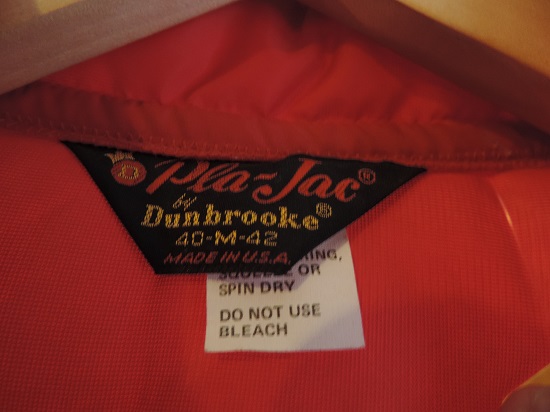 Pla-Jac®
by
Dunbrooke®
40-M-42
MADE IN U.S.A.
SQUEEZE OR
SPIN DRY
DO NOT USE
BLEACH